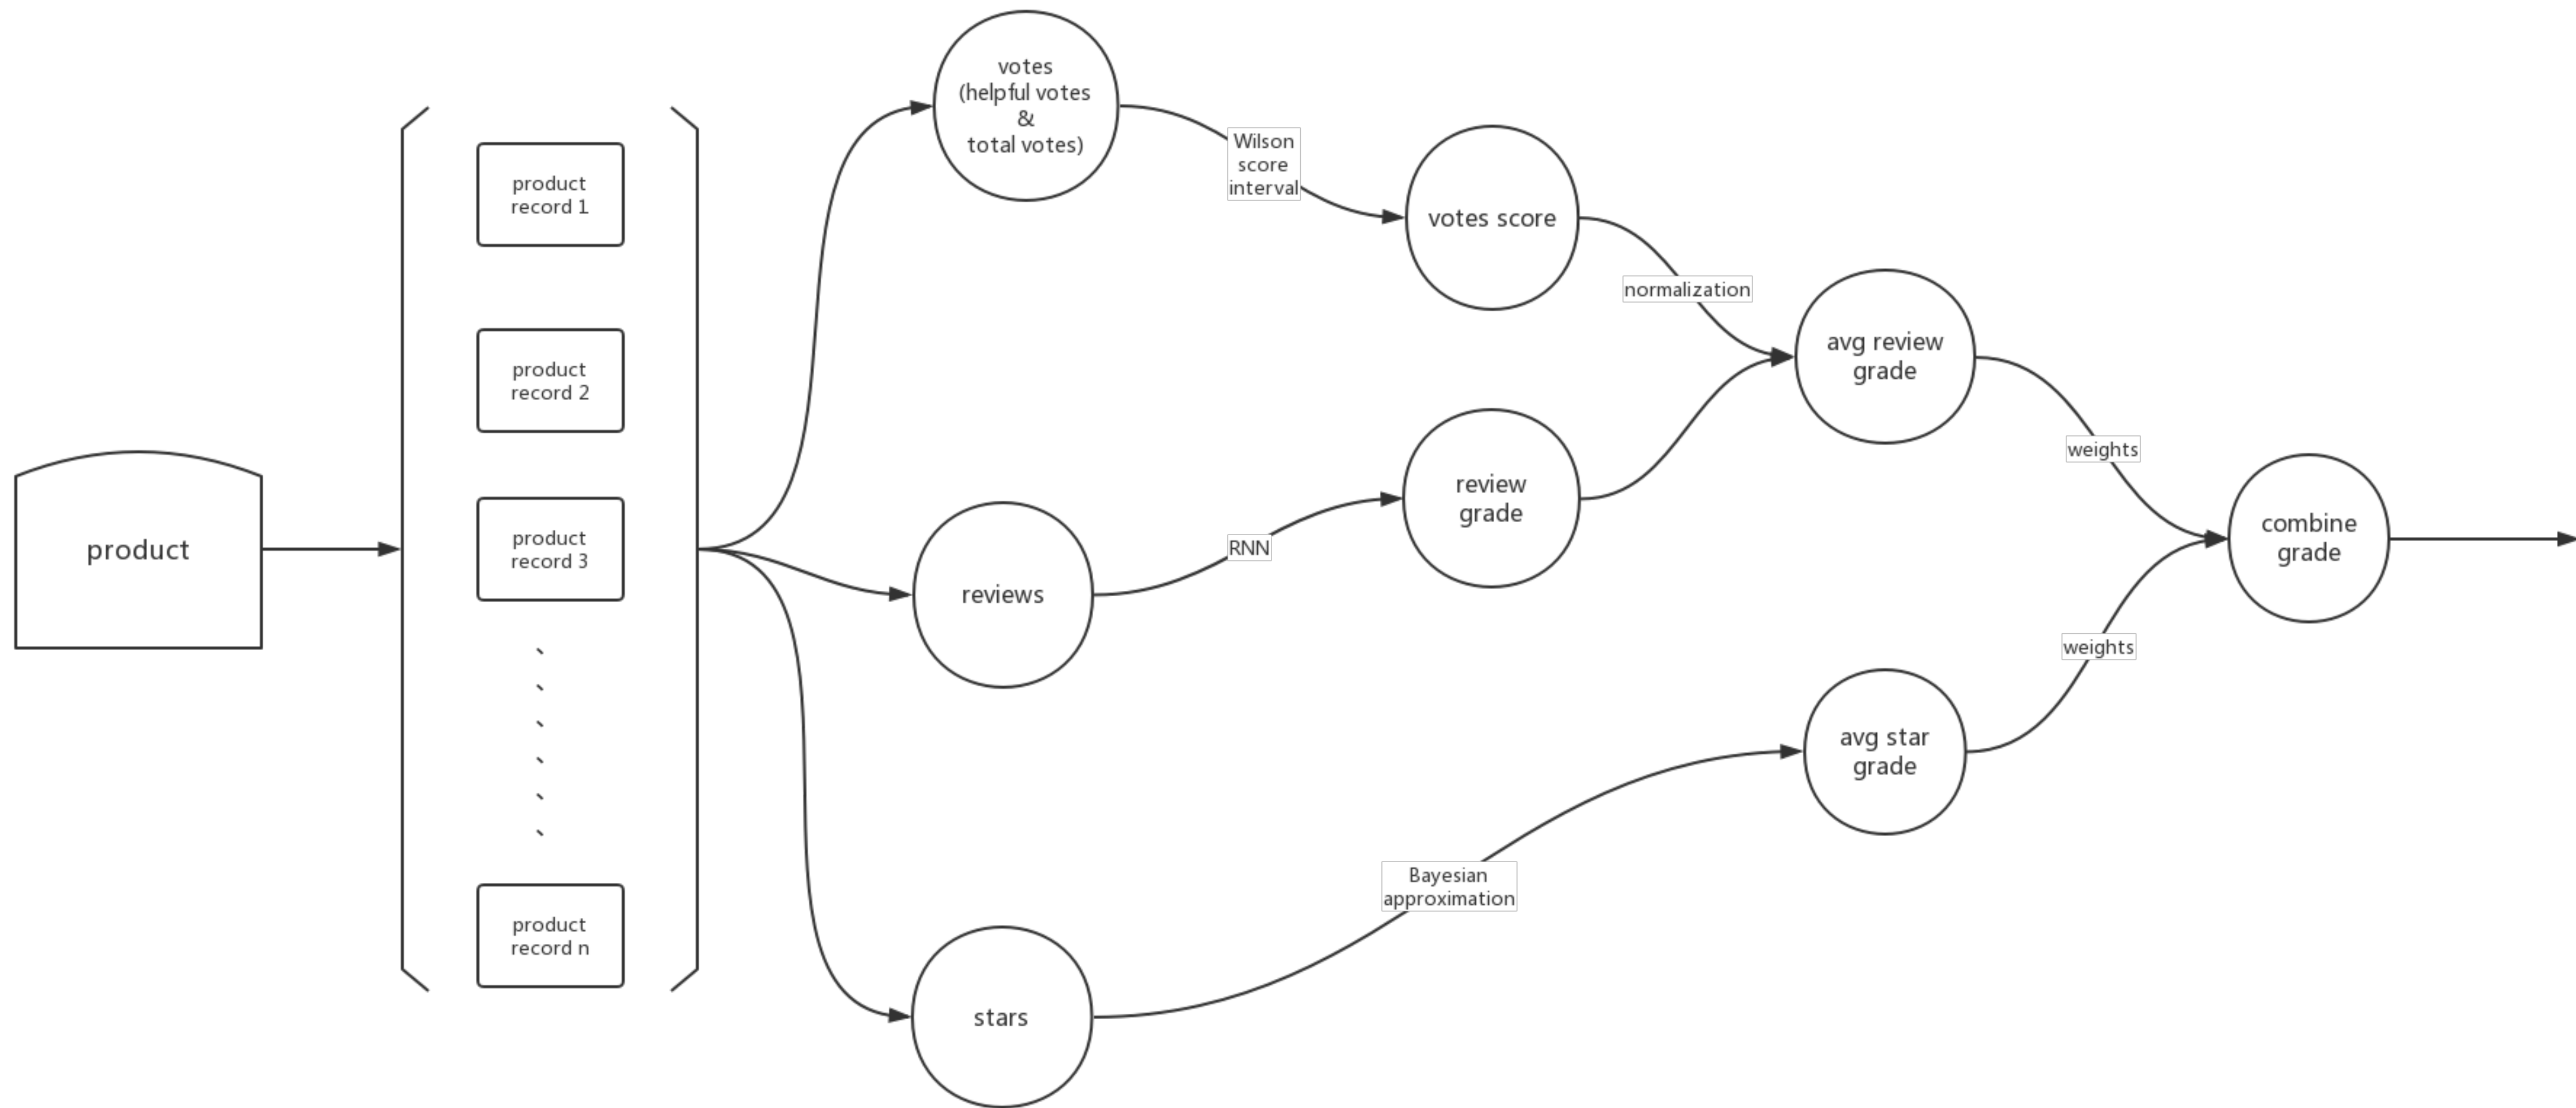 product
product
record 1
product
record 2
product
record 3
product
record n
votes
(helpful votes
&
total votes)
Wilson
score
interval
votes score
normalization
reviews
RNN
review
grade
avg review
grade
weights
stars
Bayesian
approximation
avg star
grade
weights
combine
grade